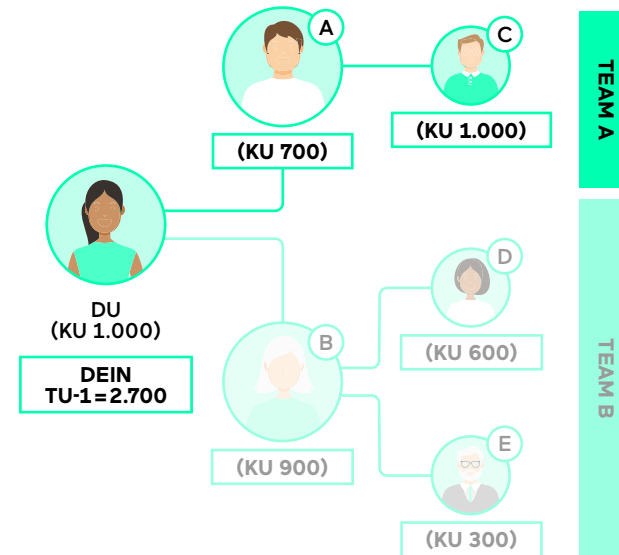 A
C
TEAM A
(KU 700)
(KU 1.000)
DU
(KU 1.000)
DEIN
TU-1=2.700
B
D
TEAM B
(KU 600)
(KU 900)
E
(KU 300)